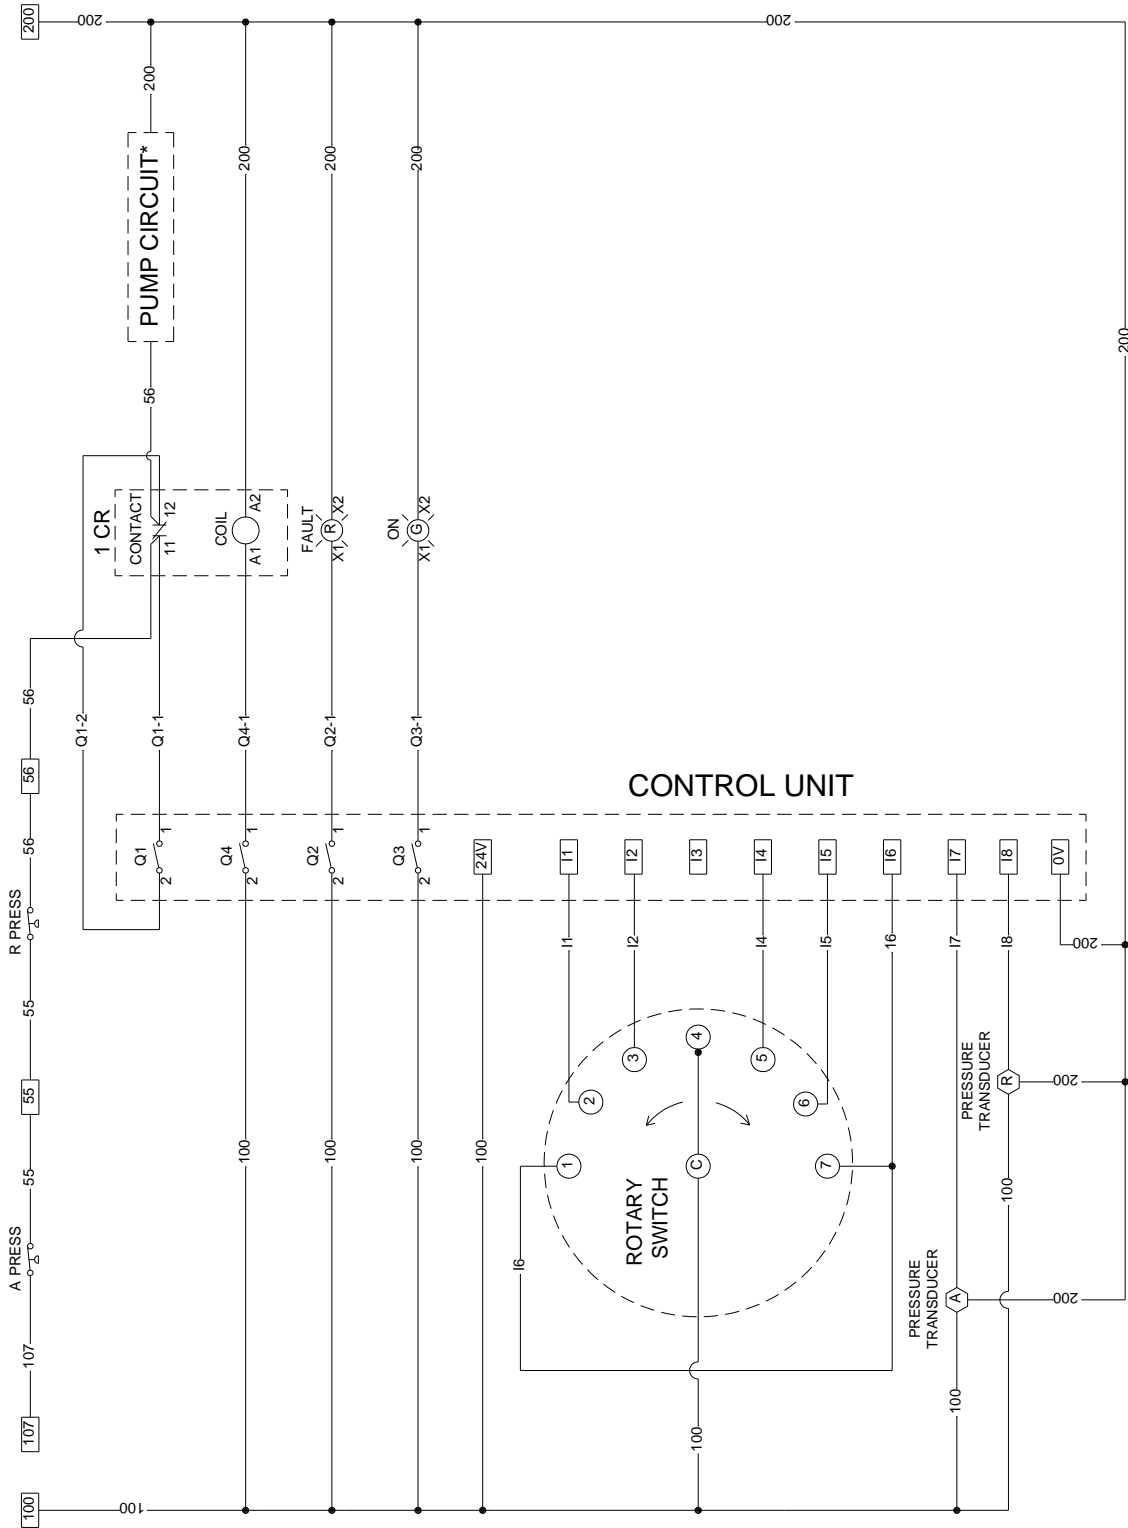 100
107
107
A PRESS
55
55
55
R PRESS
56
56
56
200
100
200
200
200
Q1-2
1 CR
CONTACT
11
12
56
PUMP CIRCUIT*
200
Q1
2
1
Q1-1
100
Q4
2
1
Q4-1
COIL
A1
A2
200
100
Q2
2
1
Q2-1
FAULT
X1
R
X2
200
100
Q3
2
1
Q3-1
ON
X1
G
X2
200
100
24V
CONTROL UNIT
I6
1
2
I1
I1
ROTARY
SWITCH
3
I2
I2
100
C
4
I3
5
I4
I4
6
I5
I5
7
16
I6
PRESSURE
TRANSDUCER
100
A
I7
I7
PRESSURE
TRANSDUCER
100
R
I8
I8
200
200
200
0V